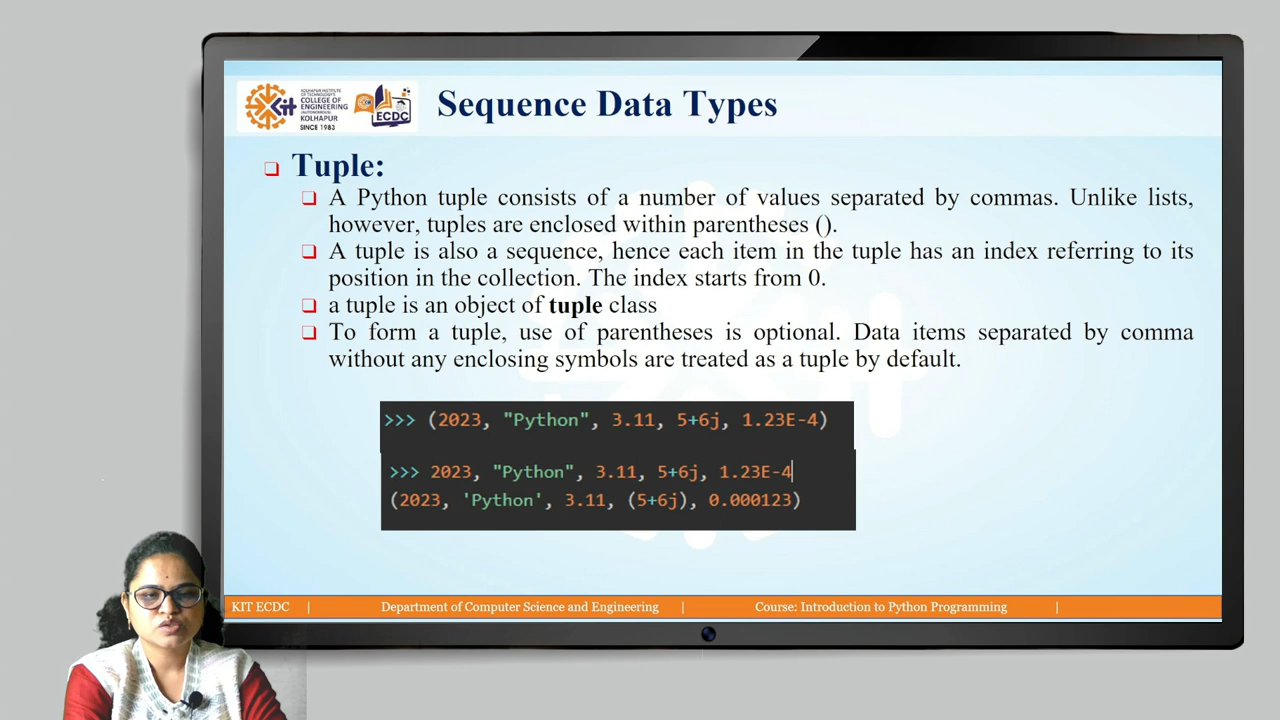 KOLHAPUR INSTITUTE
OF TECHNOLOGY'S
COLLEGE OF
ENGINEERING
(AUTONOMOUS)
KOLHAPUR
SINCE 1983
kit
ECDC
Sequence Data Types
Tuple:
A Python tuple consists of a number of values separated by commas. Unlike lists,
however, tuples are enclosed within parentheses ().
A tuple is also a sequence, hence each item in the tuple has an index referring to its
position in the collection. The index starts from 0.
a tuple is an object of tuple class
To form a tuple, use of parentheses is optional. Data items separated by comma
without any enclosing symbols are treated as a tuple by default.
>>> (2023, "Python", 3.11, 5+6j, 1.23E-4)
>>> 2023, "Python", 3.11, 5+6j, 1.23E-4
(2023, 'Python', 3.11, (5+6j), 0.000123)
KIT ECDC | Department of Computer Science and Engineering | Course: Introduction to Python Programming |